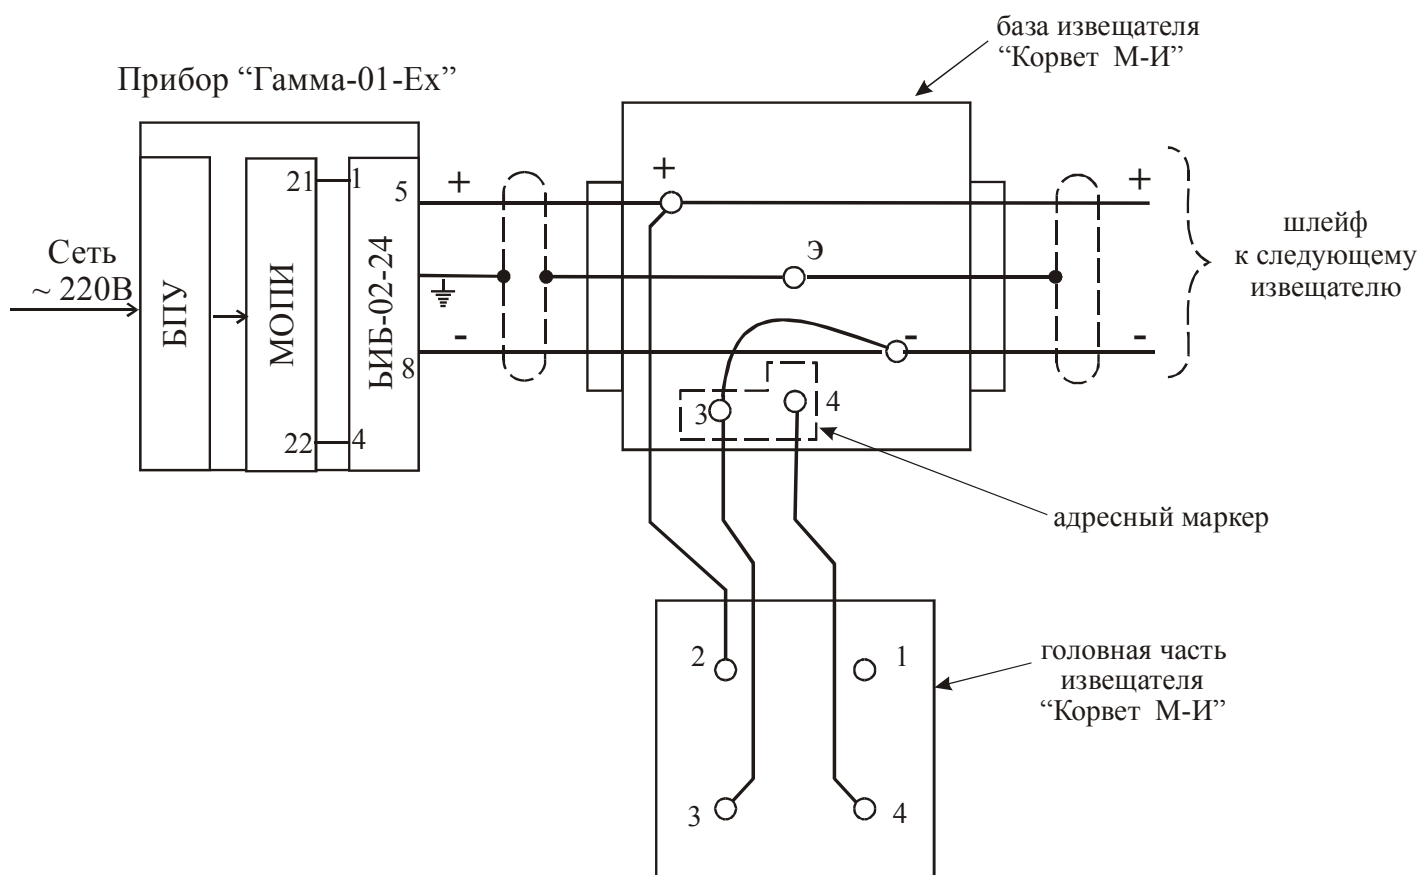 база извещателя
“Корвет М-И”
Прибор “Гамма-01-Ех”
Сеть
~ 220В
БПУ
МОПИ
БИБ-02-24
21
1
5
22
4
8
+
-
+
Э
-
3
4
+
-
шлейф
к следующему
извещателю
адресный маркер
2
1
3
4
головная часть
извещателя
“Корвет М-И”